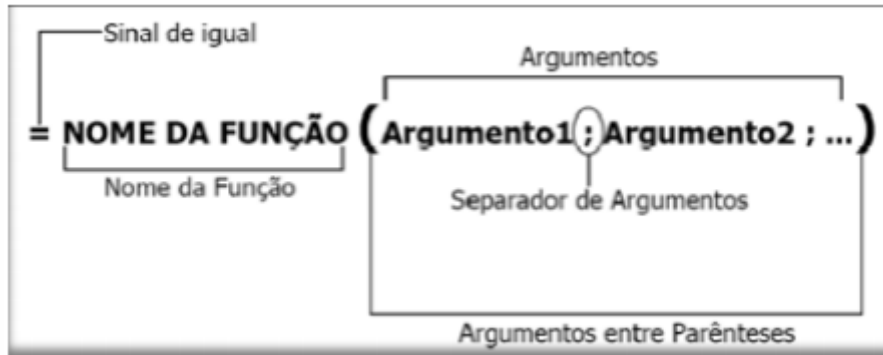 Sinal de igual
Argumentos
= NOME DA FUNÇÃO (Argumento1 ; Argumento2 ; ...)
Nome da Função
Separador de Argumentos
Argumentos entre Parênteses